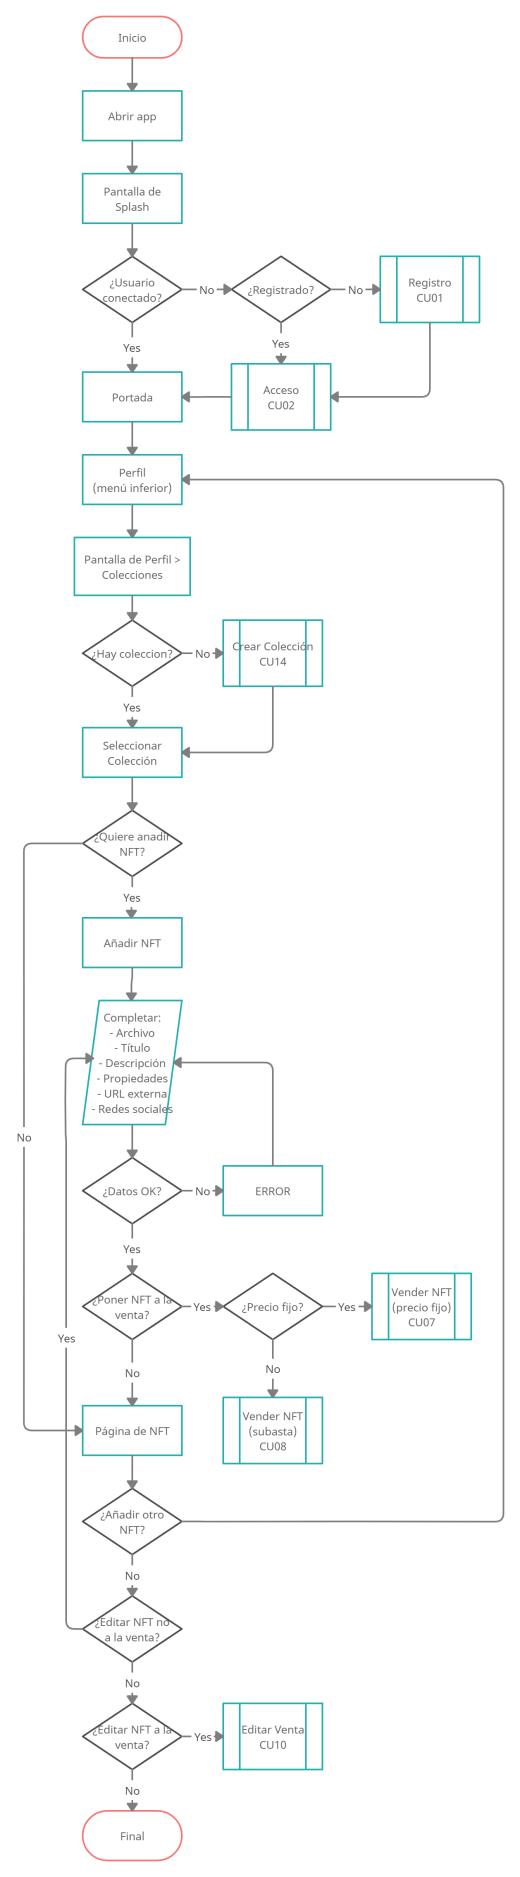 Inicio
Abrir app
Pantalla de
Splash
¿Usuario
conectado?
No
¿Registrado?
No
Registro
CU01
Yes
Yes
Portada
Acceso
CU02
Perfil
(menú inferior)
Pantalla de Perfil >
Colecciones
¿Hay coleccion?
No
Crear Colección
CU14
Yes
Seleccionar
Colección
¿Quiere anadir
NFT?
Yes
Añadir NFT
Completar:
- Archivo
- Título
- Descripción
- Propiedades
- URL externa
- Redes sociales
No
¿Datos OK?
No
ERROR
Yes
¿Poner NFT a la
venta?
Yes
¿Precio fijo?
Yes
Vender NFT
(precio fijo)
CU07
Yes
No
No
Vender NFT
(subasta)
CU08
Página de NFT
¿Añadir otro
NFT?
No
¿Editar NFT no
a la venta?
No
¿Editar NFT a la
venta?
Yes
Editar Venta
CU10
No
Final